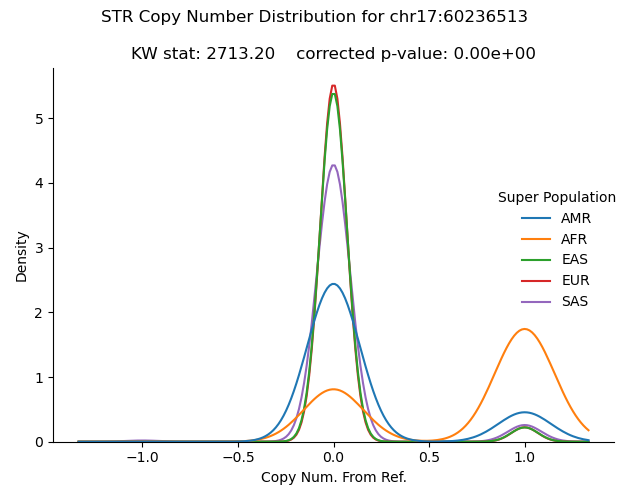 STR Copy Number Distribution for chr17:60236513
KW stat: 2713.20    corrected p-value: 0.00e+00
Density
5
4
3
2
1
0
−1.0
−0.5
0.0
0.5
1.0
Copy Num. From Ref.
Super Population
AMR
AFR
EAS
EUR
SAS